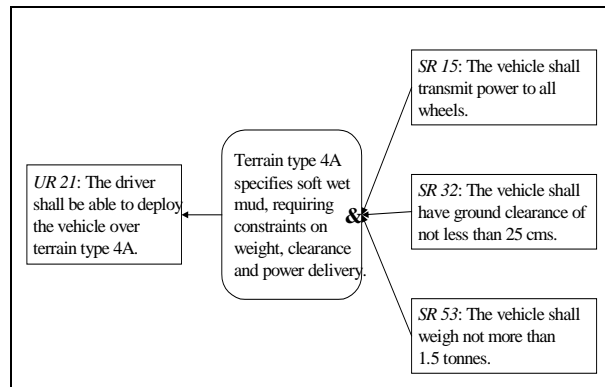 UR 21: The driver
shall be able to deploy
the vehicle over
terrain type 4A.
Terrain type 4A
specifies soft wet
mud, requiring
constraints on
weight, clearance
and power delivery.
&
SR 15: The vehicle shall
transmit power to all
wheels.
SR 32: The vehicle shall
have ground clearance of
not less than 25 cms.
SR 53: The vehicle shall
weigh not more than
1.5 tonnes.